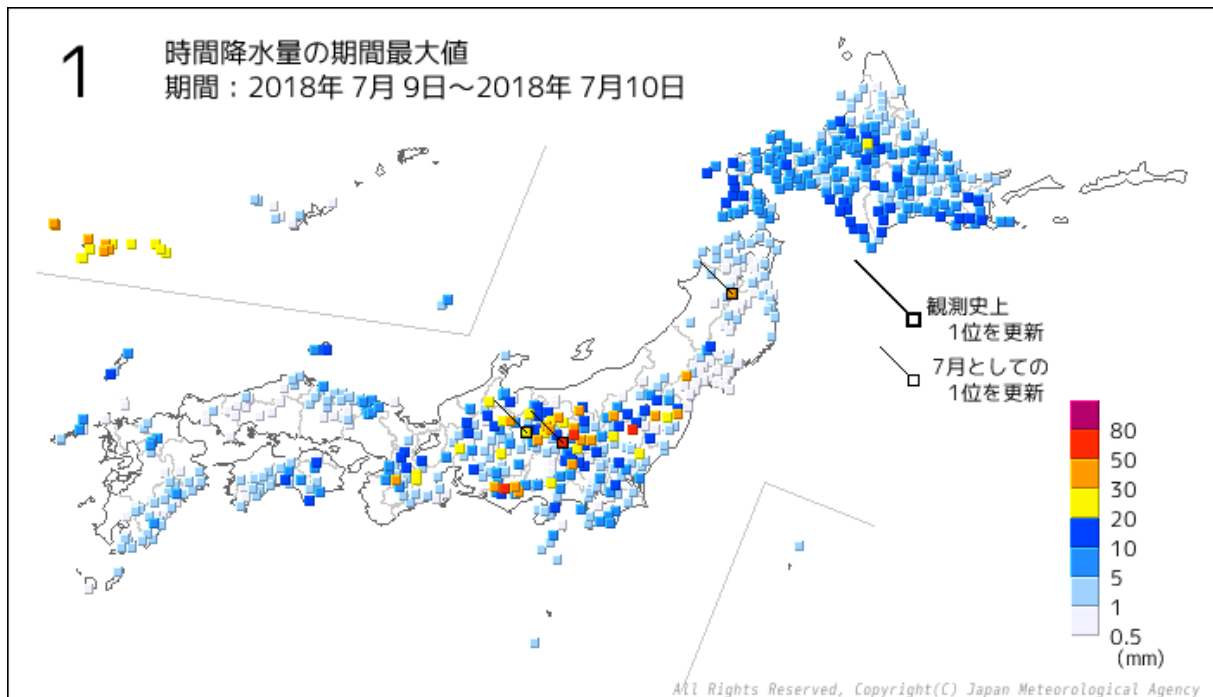 1
時間降水量の期間最大値
期間：2018年 7月 9日～2018年 7月10日
観測史上
1位を更新
7月としての
1位を更新
80
50
30
20
10
5
1
0.5
(mm)
All Rights Reserved, Copyright(C) Japan Meteorological Agency